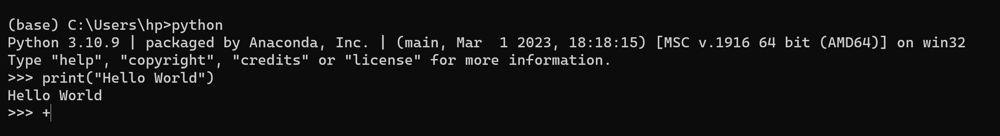 (base) C:\Users\hp>python
Python 3.10.9 | packaged by Anaconda, Inc. | (main, Mar  1 2023, 18:18:15) [MSC v.1916 64 bit (AMD64)] on win32
Type "help", "copyright", "credits" or "license" for more information.
>>> print("Hello World")
Hello World
>>> +